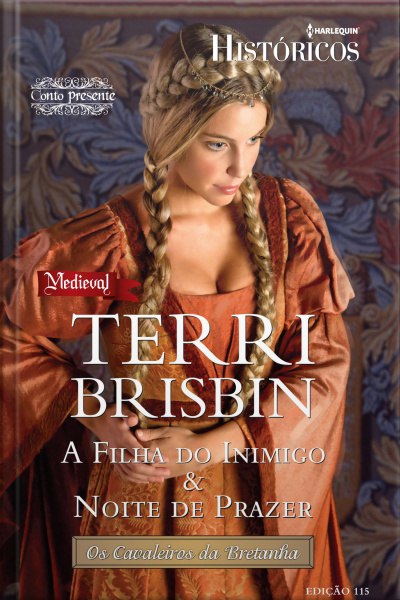 HARLEQUIN
HISTÓRICOS
Conto presente
Medieval
TERRI
BRISBIN
A FILHA DO INIMIGO
&
NOITE DE PRAZER
Os Cavaleiros da Bretanha
EDIÇÃO 115